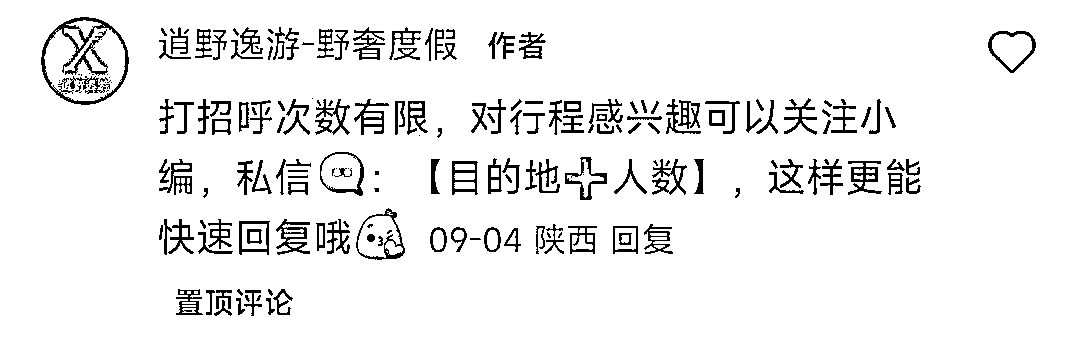 逍野逸游-野奢度假 作者
打招呼次数有限，对行程感兴趣可以关注小
编，私信：【目的地➕人数】，这样更能
快速回复哦 09-04 陕西 回复
置顶评论